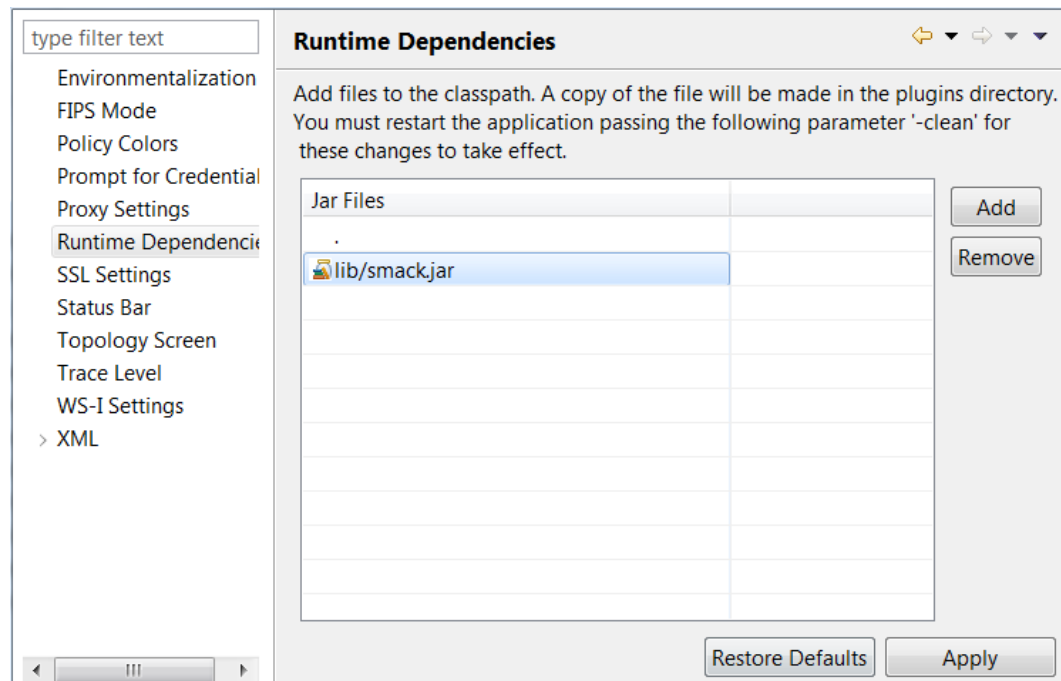 type filter text
Environmentalization
FIPS Mode
Policy Colors
Prompt for Credential
Proxy Settings
Runtime Dependencie
SSL Settings
Status Bar
Topology Screen
Trace Level
WS-I Settings
XML
Runtime Dependencies
Add files to the classpath. A copy of the file will be made in the plugins directory.
You must restart the application passing the following parameter '-clean' for
these changes to take effect.
Jar Files
.
lib/smack.jar
Add
Remove
Restore Defaults
Apply